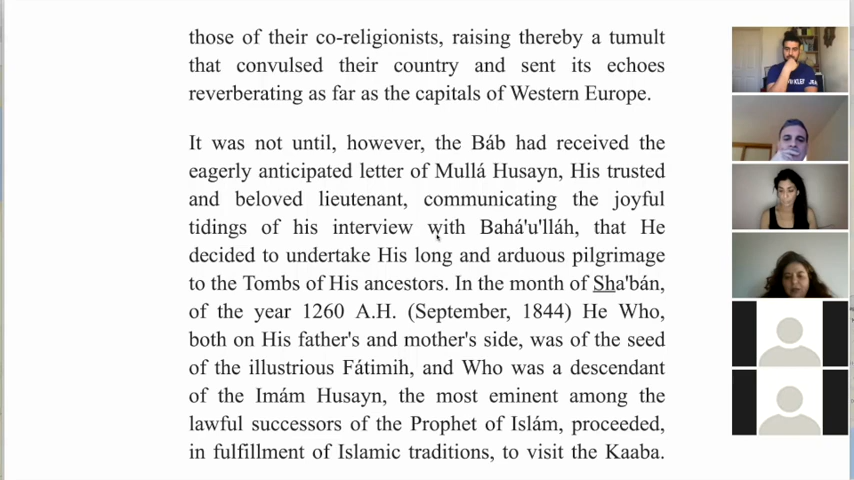 those of their co-religionists, raising thereby a tumult
that convulsed their country and sent its echoes
reverberating as far as the capitals of Western Europe.
It was not until, however, the Báb had received the
eagerly anticipated letter of Mullá Husayn, His trusted
and beloved lieutenant, communicating the joyful
tidings of his interview with Bahá'u'lláh, that He
decided to undertake His long and arduous pilgrimage
to the Tombs of His ancestors. In the month of Sha'bán,
of the year 1260 A.H. (September, 1844) He Who,
both on His father's and mother's side, was of the seed
of the illustrious Fátimih, and Who was a descendant
of the Imám Husayn, the most eminent among the
lawful successors of the Prophet of Islám, proceeded,
in fulfillment of Islamic traditions, to visit the Kaaba.